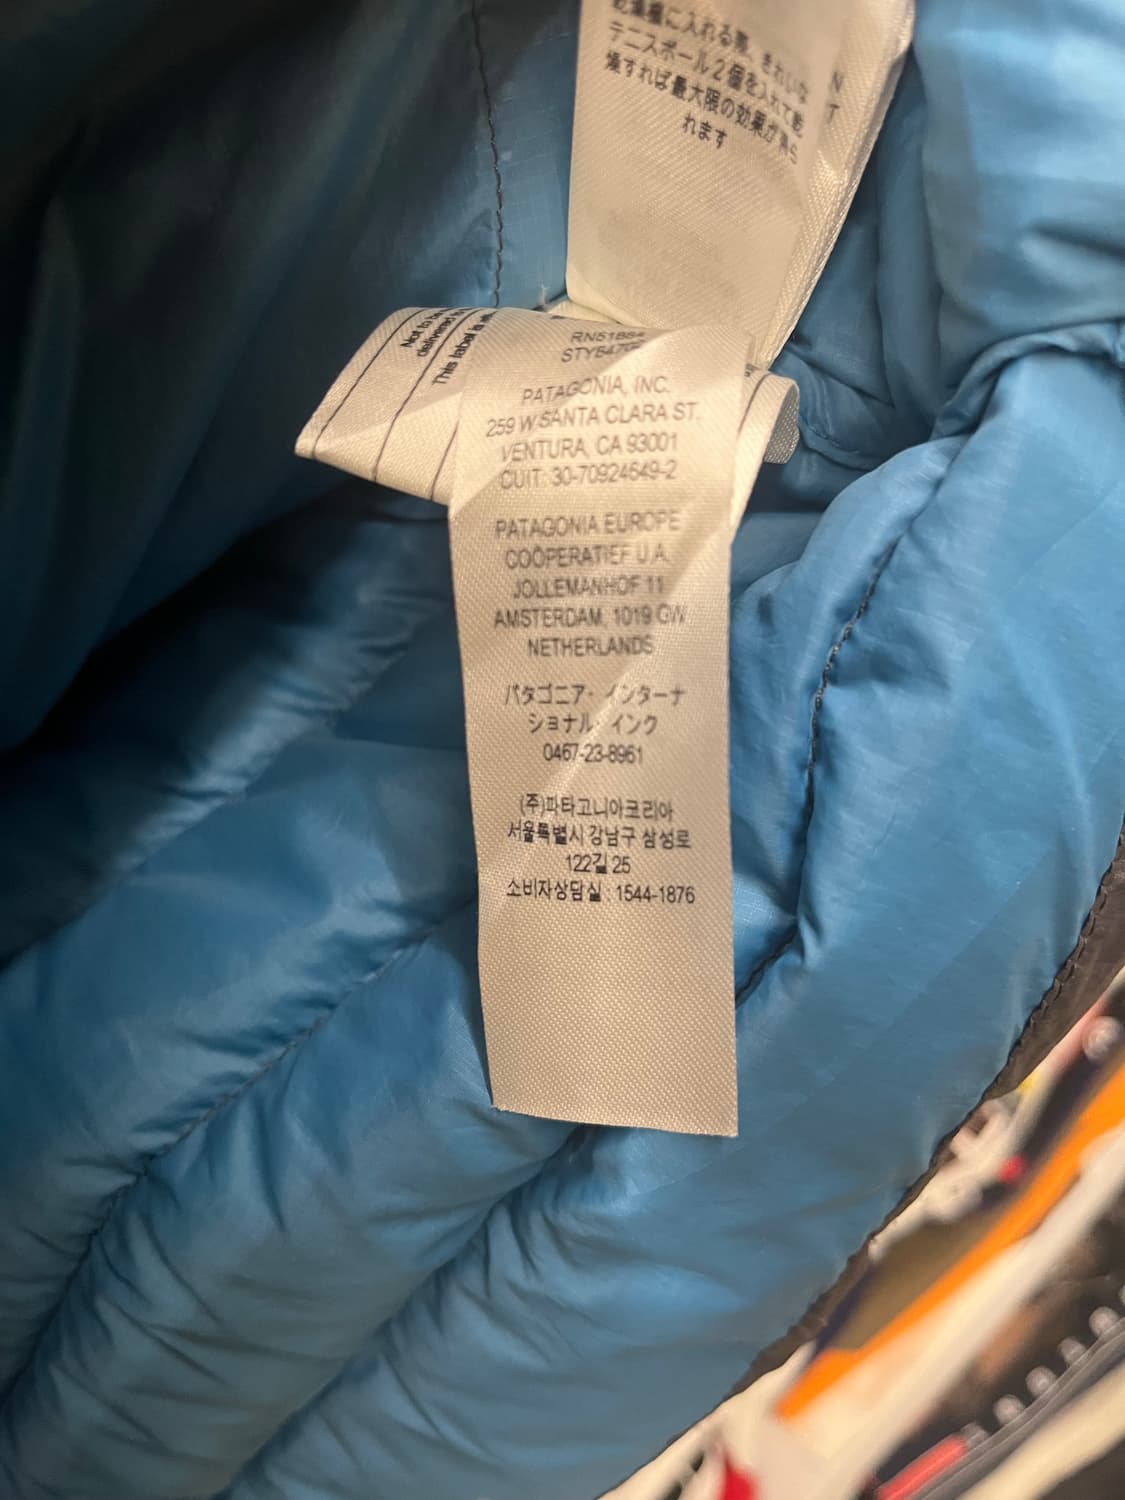 乾燥機に入れる際、きれいな
テニスボール2個を入れて乾
燥すれば最大限の効果が得ら
れます
N
T
Not to be
delivered
This label is
RN51884
PATAGONIA, INC.
259 W SANTA CLARA ST.
VENTURA, CA 93001
CUIT: 30-70924649-2
PATAGONIA EUROPE
COÖPERATIEF U.A.
JOLLEMANHOF 11
AMSTERDAM, 1019 GW
NETHERLANDS
パタゴニア・インターナ
ショナル・インク
0467-23-8961
(주)파타고니아코리아
서울특별시 강남구 삼성로
122길 25
소비자상담실 : 1544-1876